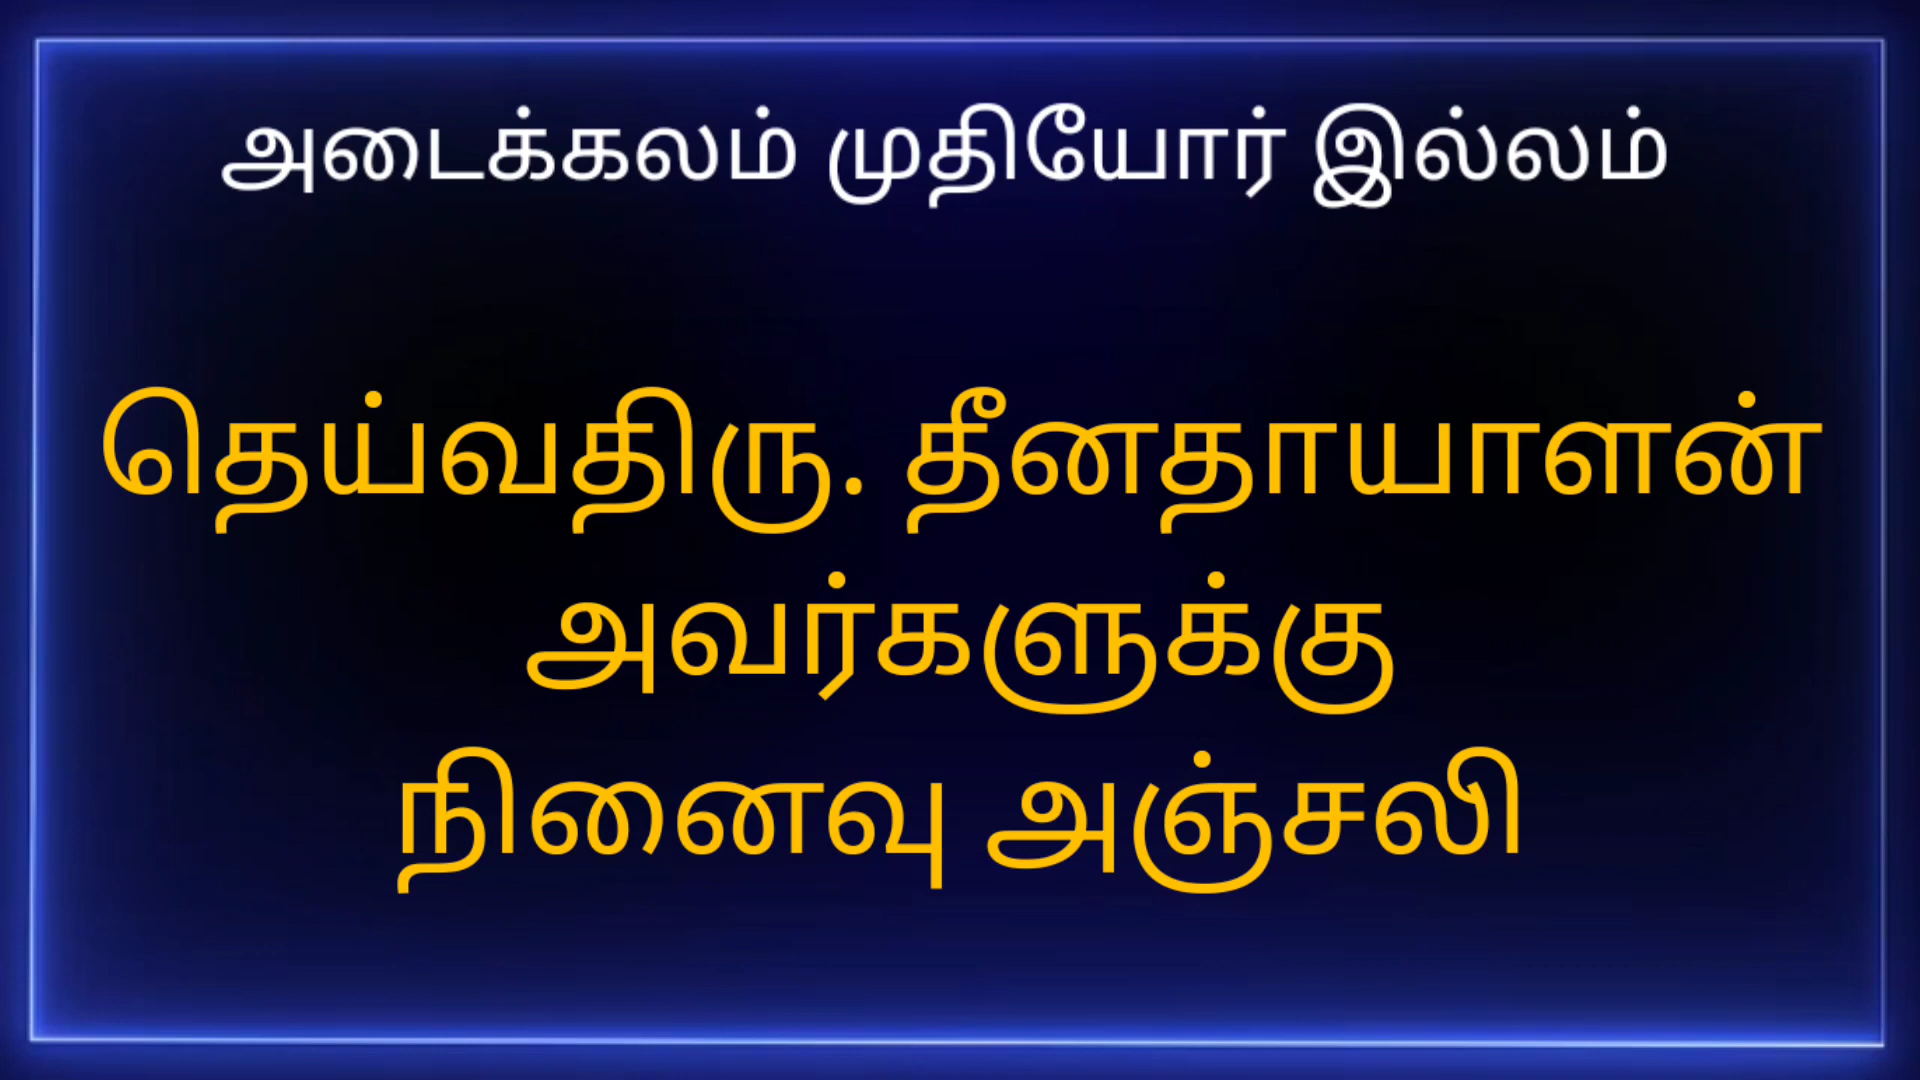 அடைக்கலம் முதியோர் இல்லம்
தெய்வதிரு. தீனதாயாளன்
அவர்களுக்கு
நினைவு அஞ்சலி